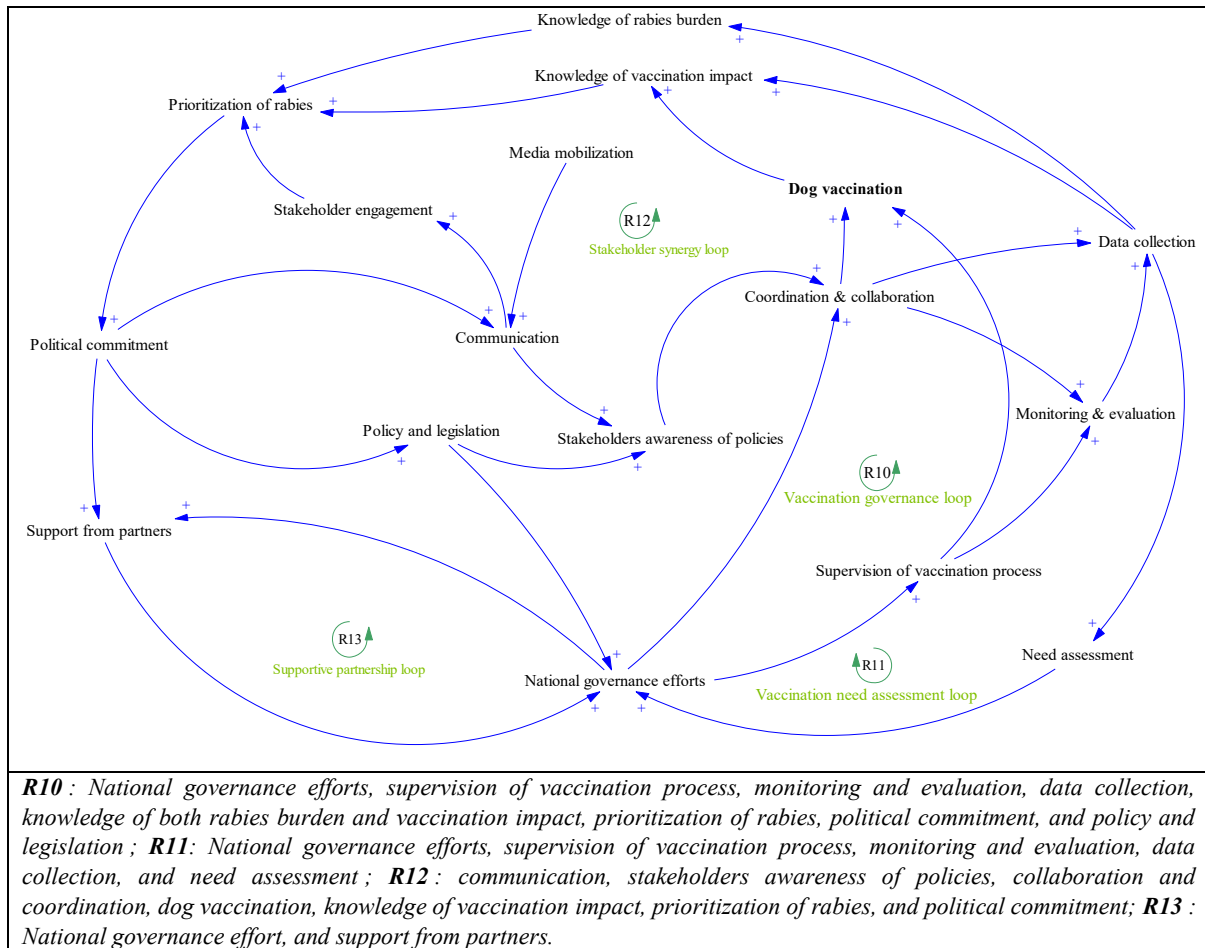 Knowledge of rabies burden
+
+
Knowledge of vaccination impact
+
+
+
Prioritization of rabies
+
Media mobilization
Dog vaccination
Stakeholder engagement
+
R12
Stakeholder synergy loop
+
+
+
Data collection
+
+
Coordination & collaboration
+
+
+
+
+
Political commitment
Communication
+
Monitoring & evaluation
+
Policy and legislation
+
Stakeholders awareness of policies
+
+
R10
Vaccination governance loop
+
+
Support from partners
Supervision of vaccination process
+
+
R13
Supportive partnership loop
+
R11
Vaccination need assessment loop
Need assessment
National governance efforts
+
+
R10 : National governance efforts, supervision of vaccination process, monitoring and evaluation, data collection,
knowledge of both rabies burden and vaccination impact, prioritization of rabies, political commitment, and policy and
legislation ; R11: National governance efforts, supervision of vaccination process, monitoring and evaluation, data
collection, and need assessment ; R12 : communication, stakeholders awareness of policies, collaboration and
coordination, dog vaccination, knowledge of vaccination impact, prioritization of rabies, and political commitment; R13 :
National governance effort, and support from partners.